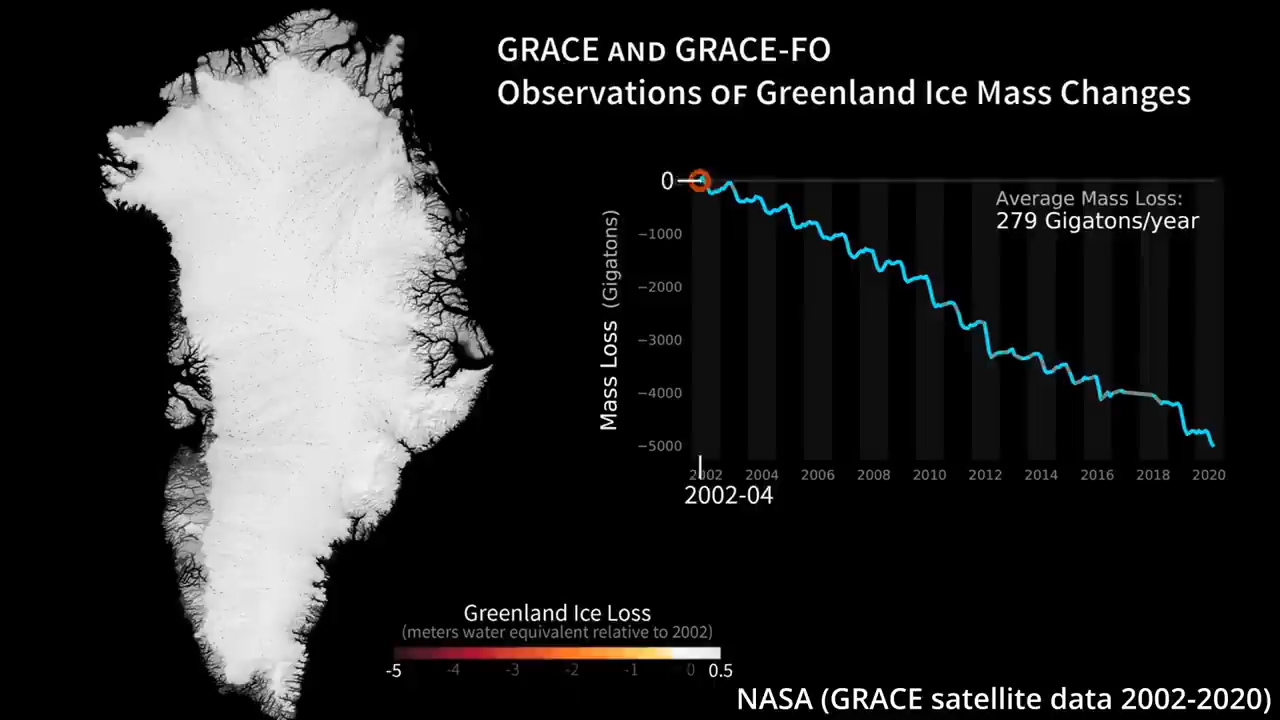 GRACE AND GRACE-FO
Observations OF Greenland Ice Mass Changes
0
Average Mass Loss:
279 Gigatons/year
−1000
−2000
−3000
−4000
−5000
Mass Loss (Gigatons)
2002 2004 2006 2008 2010 2012 2014 2016 2018 2020
2002-04
Greenland Ice Loss
(meters water equivalent relative to 2002)
-5 -4 -3 -2 -1 0 0.5
NASA (GRACE satellite data 2002-2020)